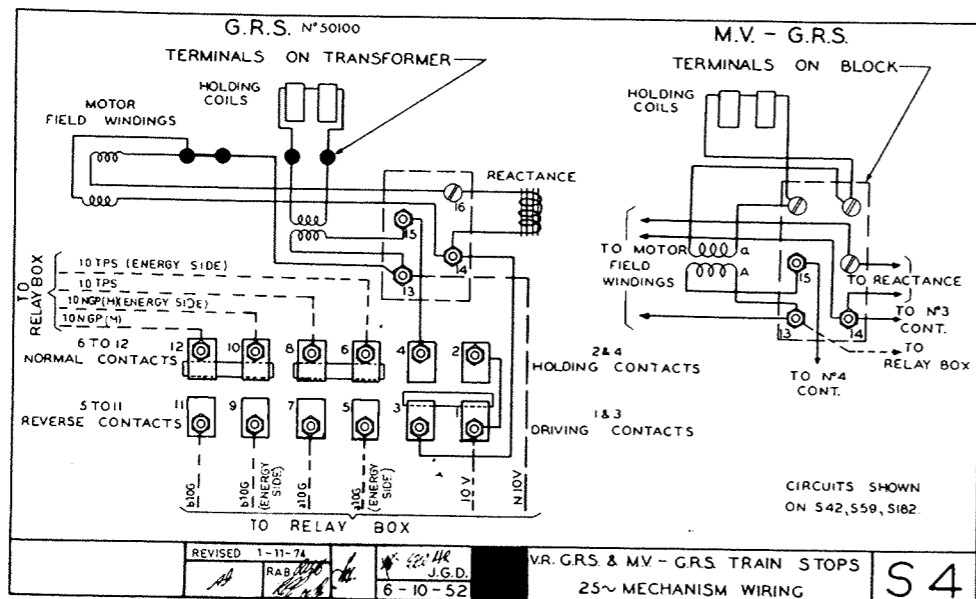 G.R.S. Nº 50100
TERMINALS ON TRANSFORMER
HOLDING
COILS
MOTOR
FIELD WINDINGS
REACTANCE
16
15
14
13
TO
RELAY BOX
10 TPS (ENERGY SIDE)
10 TPS
10 NGP(M)(ENERGY SIDE)
10 NGP(M)
6 TO 12
NORMAL CONTACTS
12
10
8
6
4
2
2&4
HOLDING CONTACTS
5 TO 11
REVERSE CONTACTS
11
9
7
5
3
1
1&3
DRIVING CONTACTS
b10G
b10G
(ENERGY
SIDE)
a10G
a10G
(ENERGY
SIDE)
10V
N10V
TO RELAY BOX
M.V. - G.R.S.
TERMINALS ON BLOCK
HOLDING
COILS
TO MOTOR
FIELD
WINDINGS
a
A
15
13
14
TO REACTANCE
TO Nº3
CONT.
TO
RELAY BOX
TO Nº4
CONT.
CIRCUITS SHOWN
ON S42, S59, S182.
REVISED 1-11-74
RAB
J.G.D.
6-10-52
V.R. G.R.S. & M.V - G.R.S. TRAIN STOPS
25~ MECHANISM WIRING
S 4